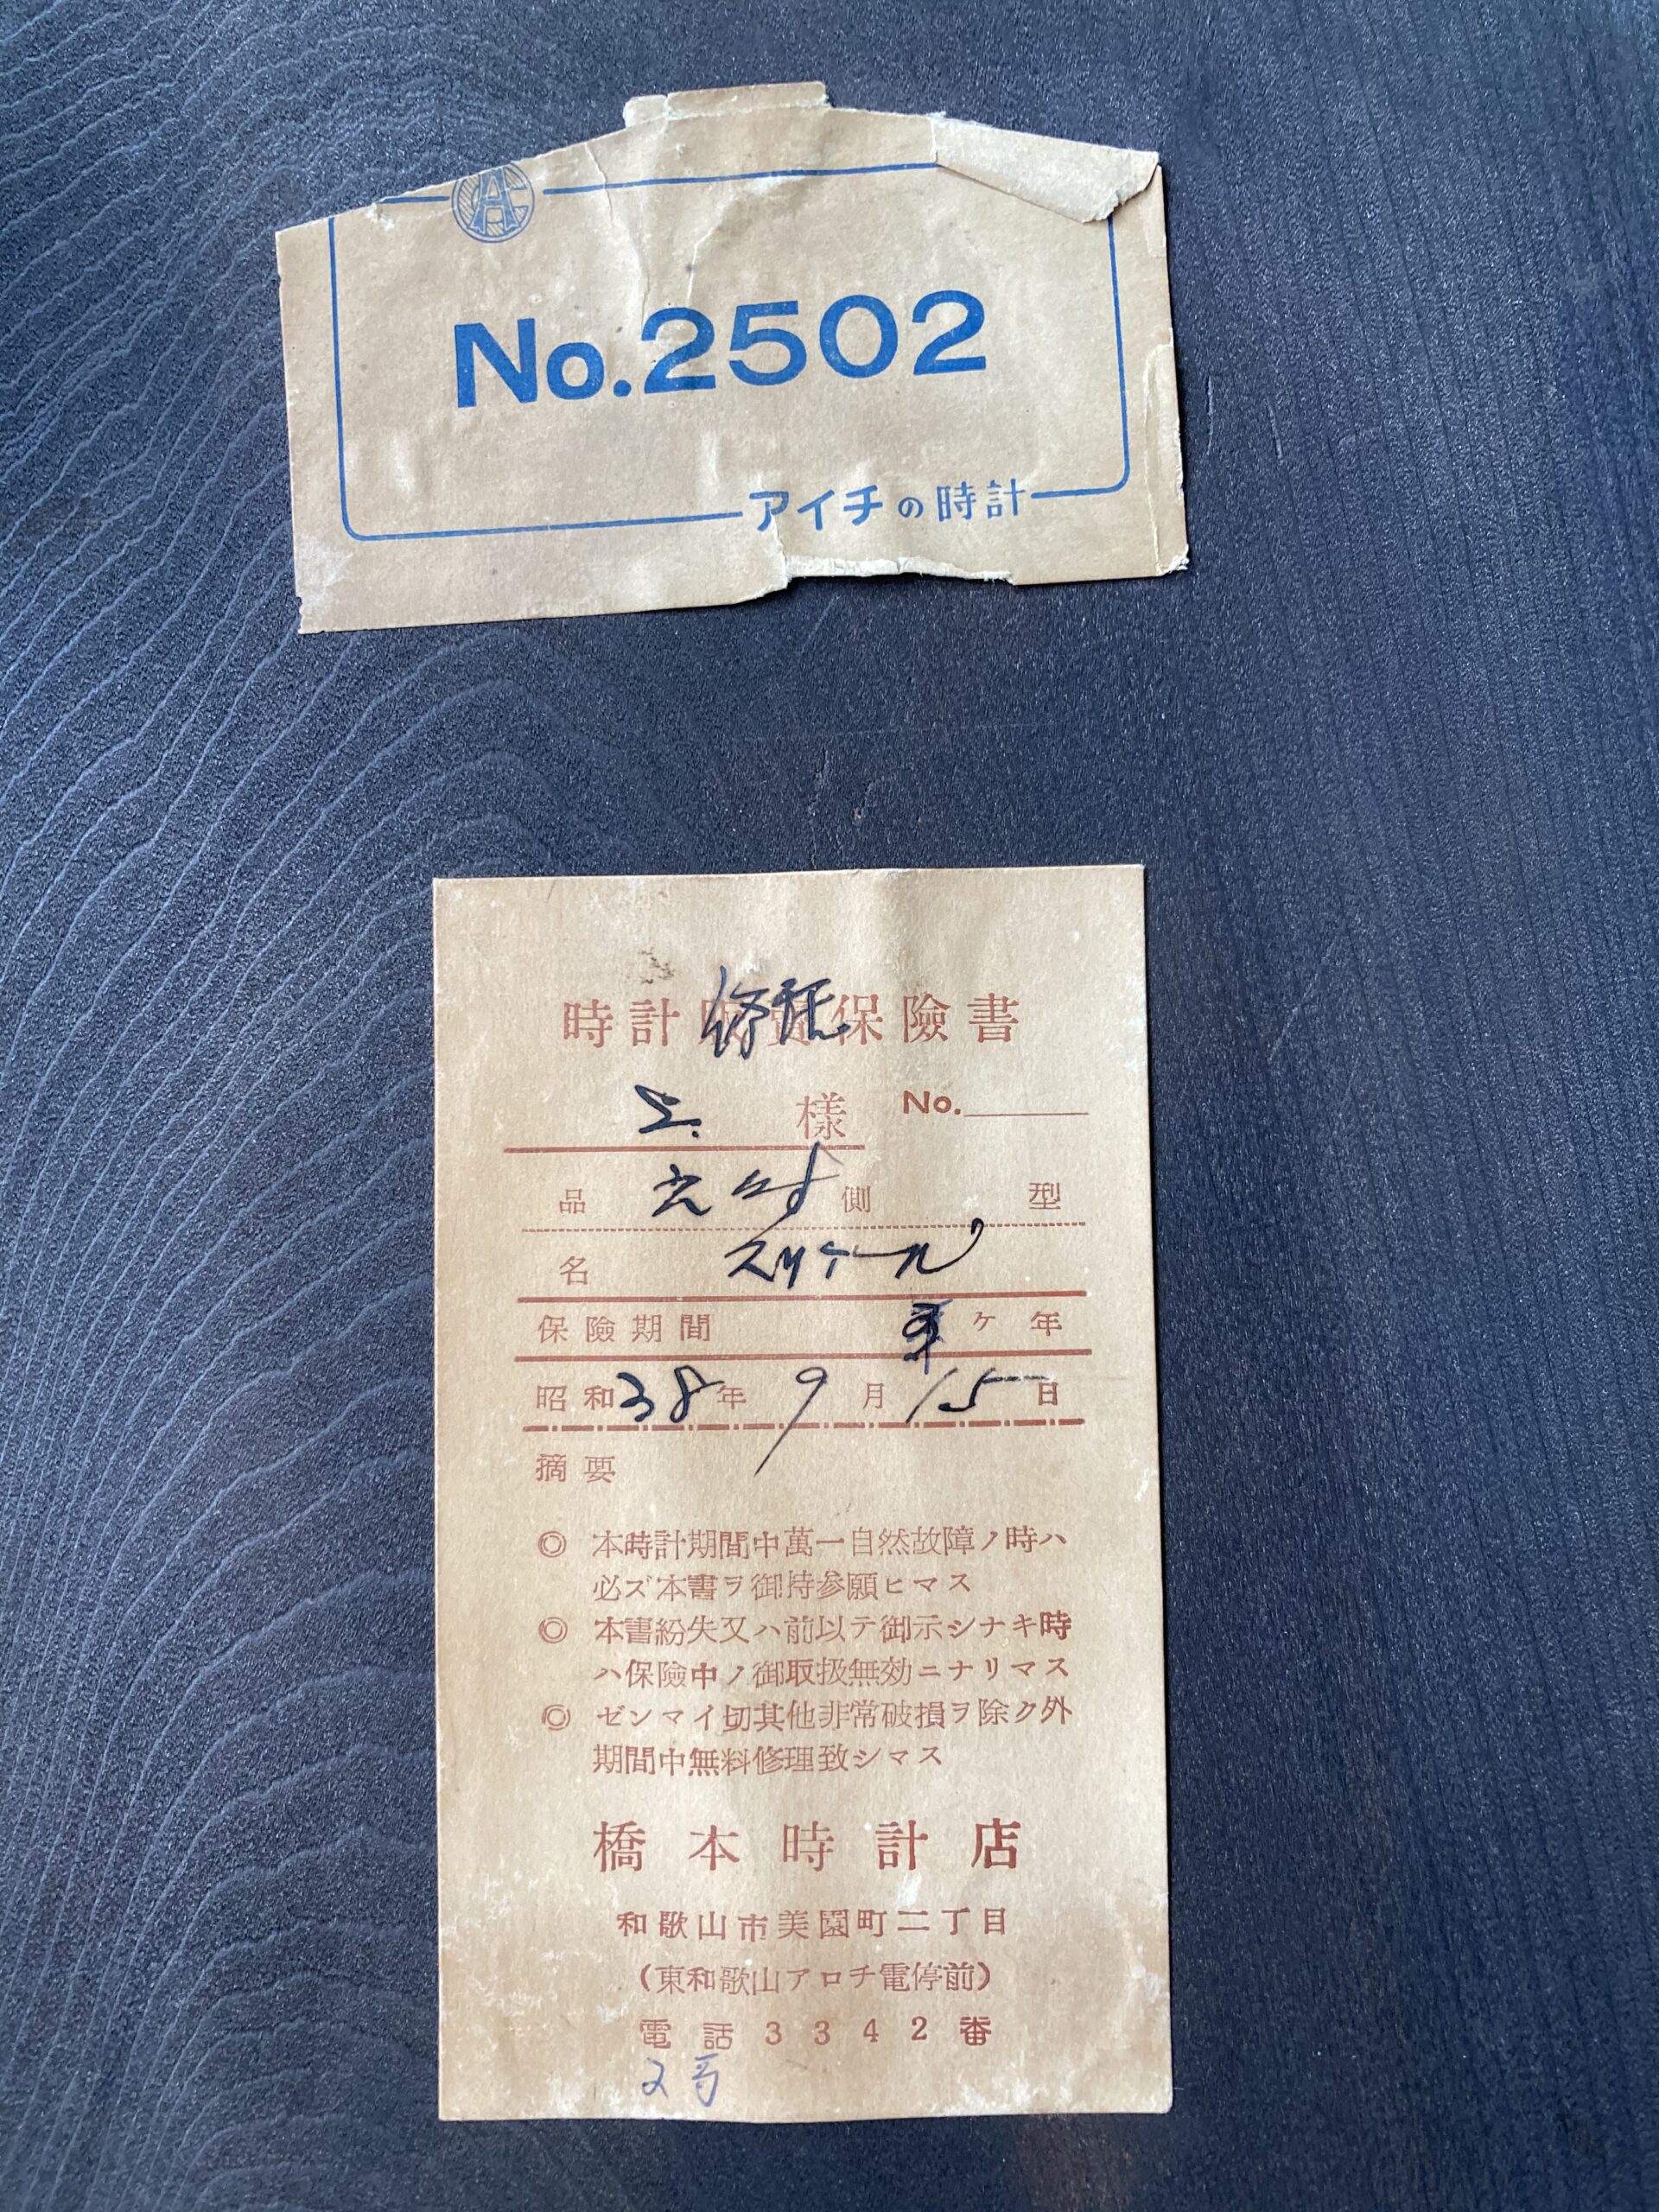 No.2502
アイチの時計
時計 修理 保險書
様 No.
品 側 型
名
保險期間 ヶ年
昭和38年9月15日
摘要
◎ 本時計期間中萬一自然故障ノ時ハ
必ズ本書ヲ御持参願ヒマス
◎ 本書紛失又ハ前以テ御示シナキ時
ハ保險中ノ御取扱無効ニナリマス
◎ ゼンマイ切其他非常破損ヲ除ク外
期間中無料修理致シマス
橋本時計店
和歌山市美園町二丁目
(東和歌山アロチ電停前)
電話3342番